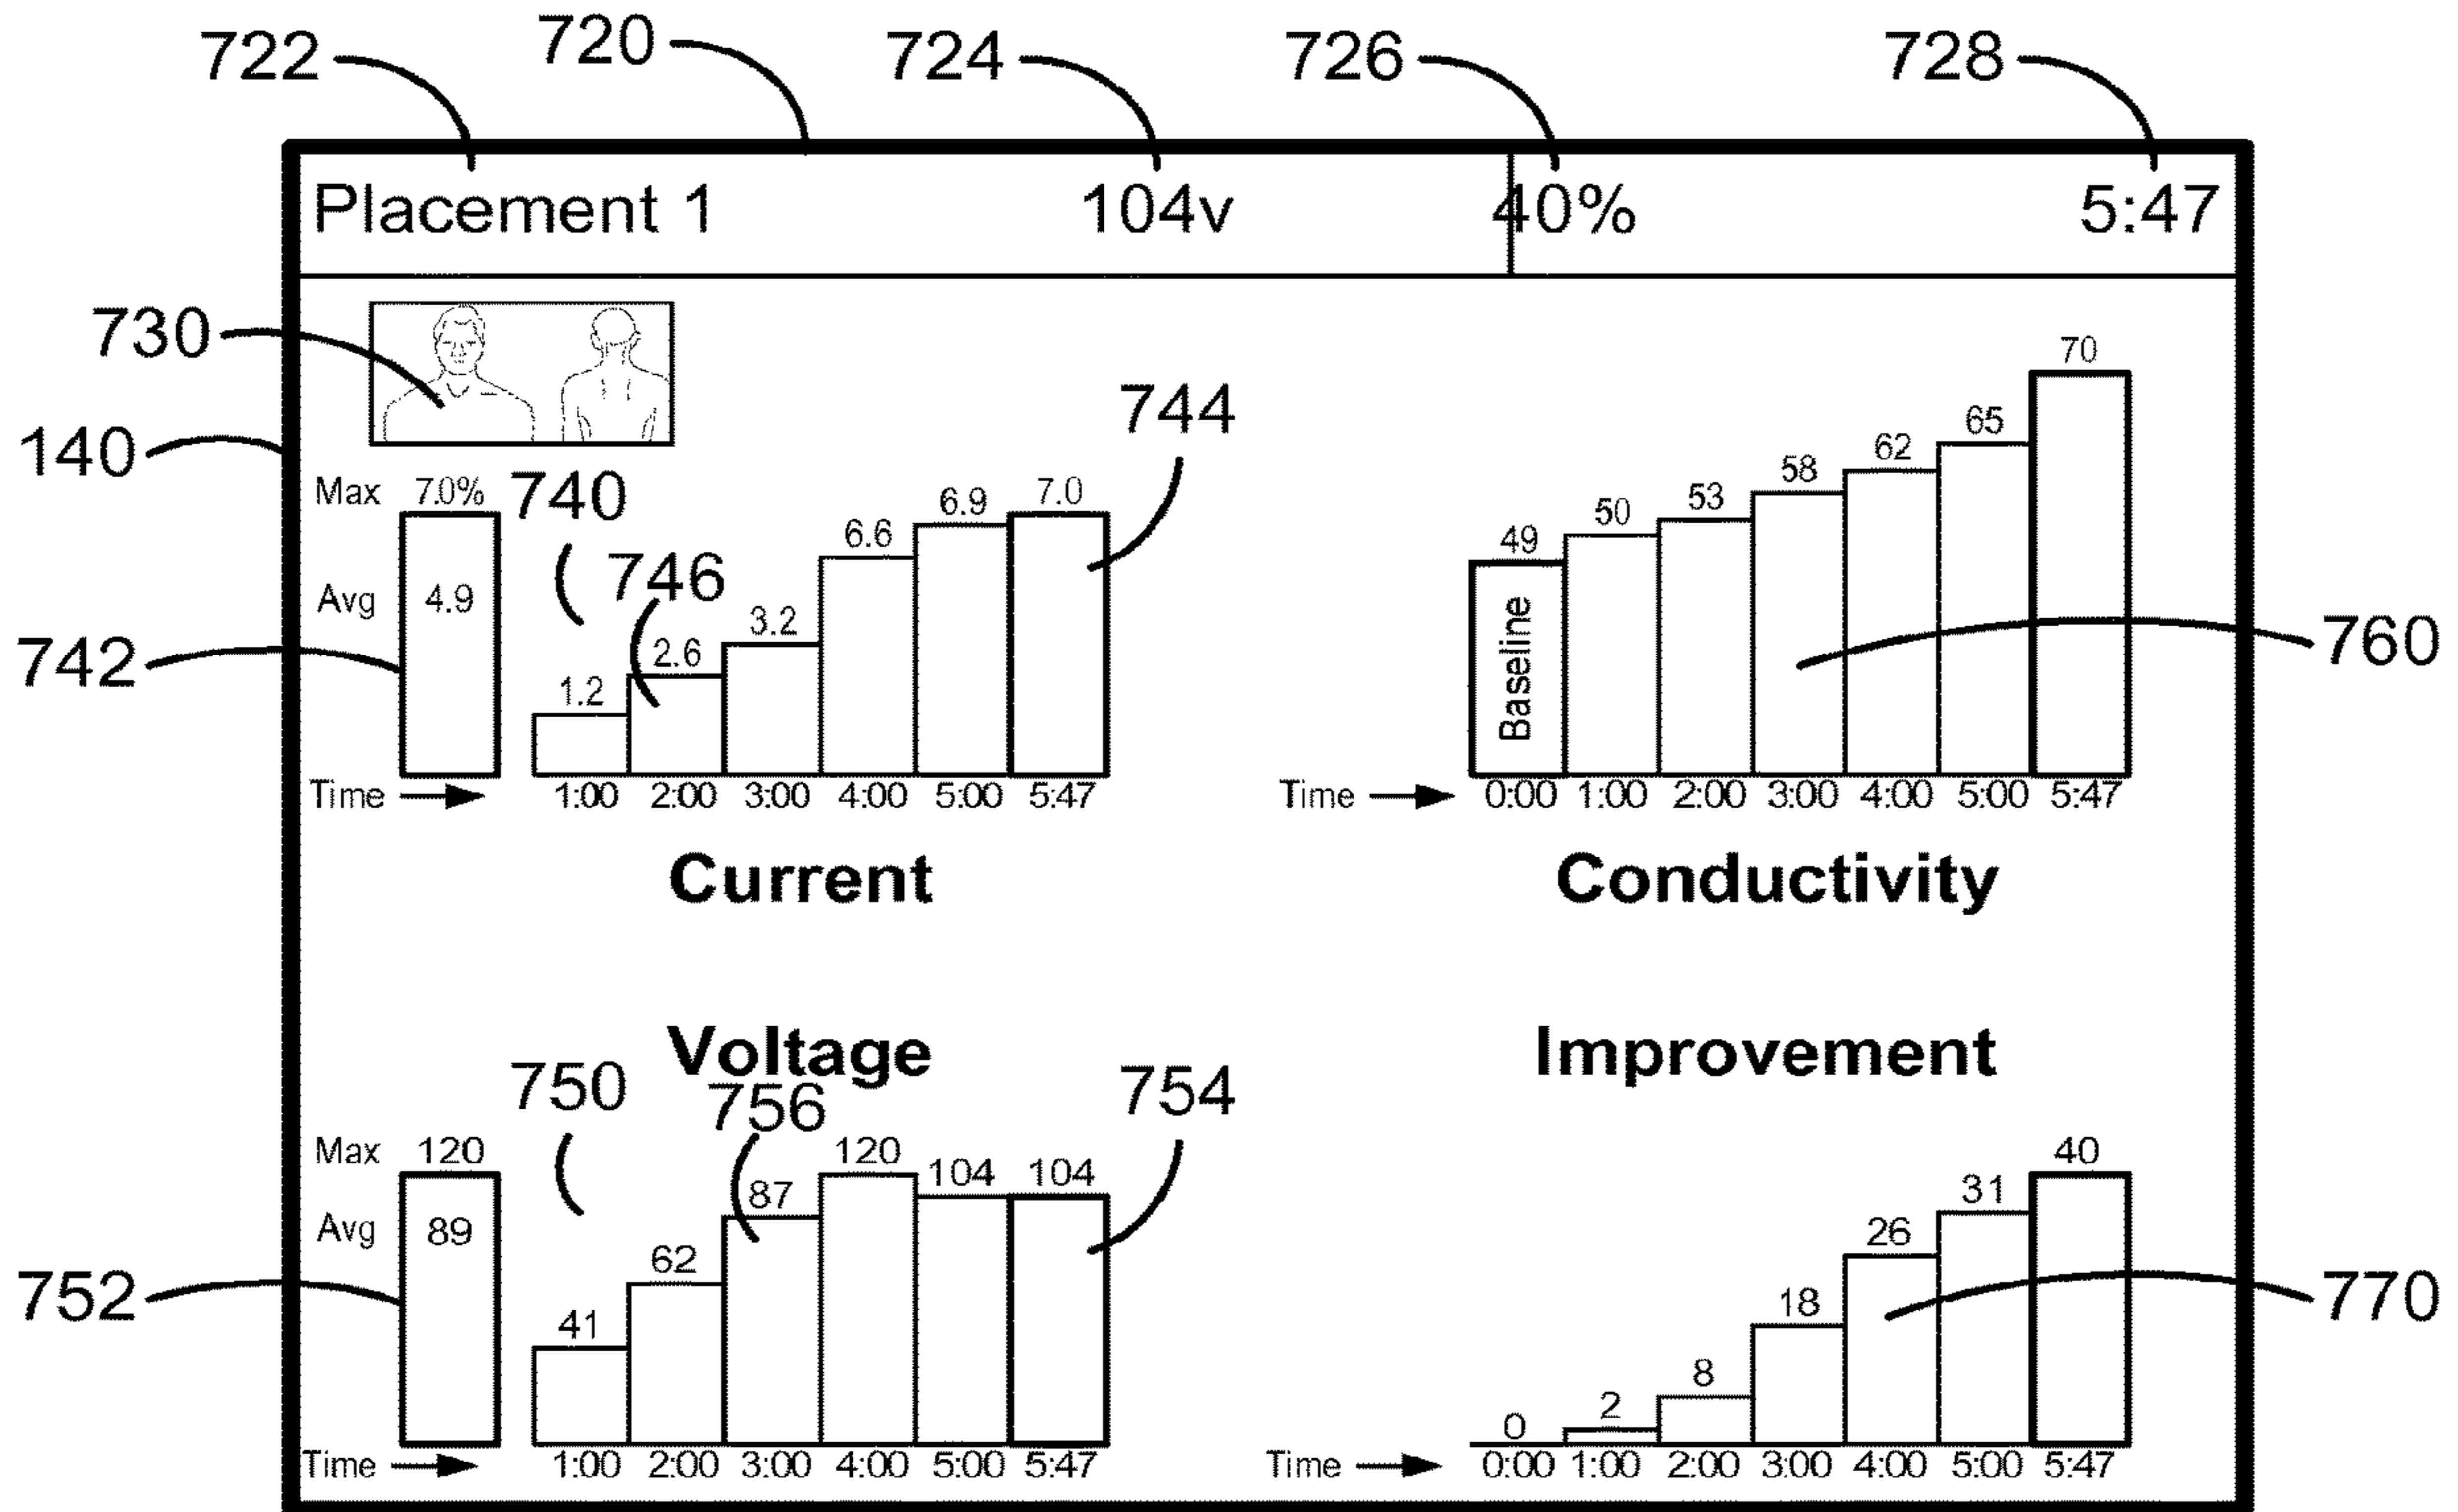 722 720 724 726 728
Placement 1 104v 40% 5:47
730
140
744
Max 7.0% 740
Avg 4.9
746
742
1.2 2.6 3.2 6.6 6.9 7.0
Time 1:00 2:00 3:00 4:00 5:00 5:47
Current
49 50 53 58 62 65 70
Baseline
760
Time 0:00 1:00 2:00 3:00 4:00 5:00 5:47
Conductivity
Voltage
750 756 754
Max 120
Avg 89
752
41 62 87 120 104 104
Time 1:00 2:00 3:00 4:00 5:00 5:47
Improvement
0 2 8 18 26 31 40
770
Time 0:00 1:00 2:00 3:00 4:00 5:00 5:47